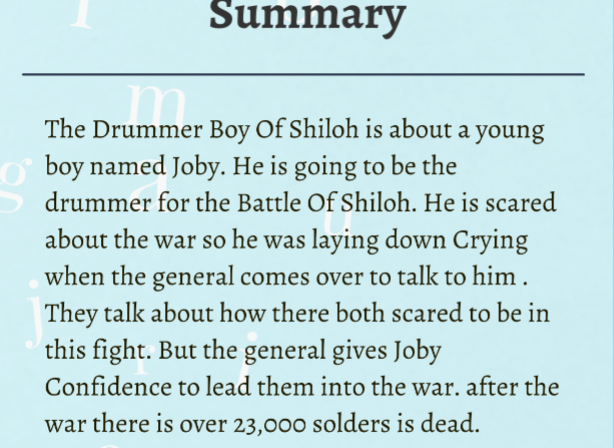 Summary
The Drummer Boy Of Shiloh is about a young
boy named Joby. He is going to be the
drummer for the Battle Of Shiloh. He is scared
about the war so he was laying down Crying
when the general comes over to talk to him .
They talk about how there both scared to be in
this fight. But the general gives Joby
Confidence to lead them into the war. after the
war there is over 23,000 solders is dead.